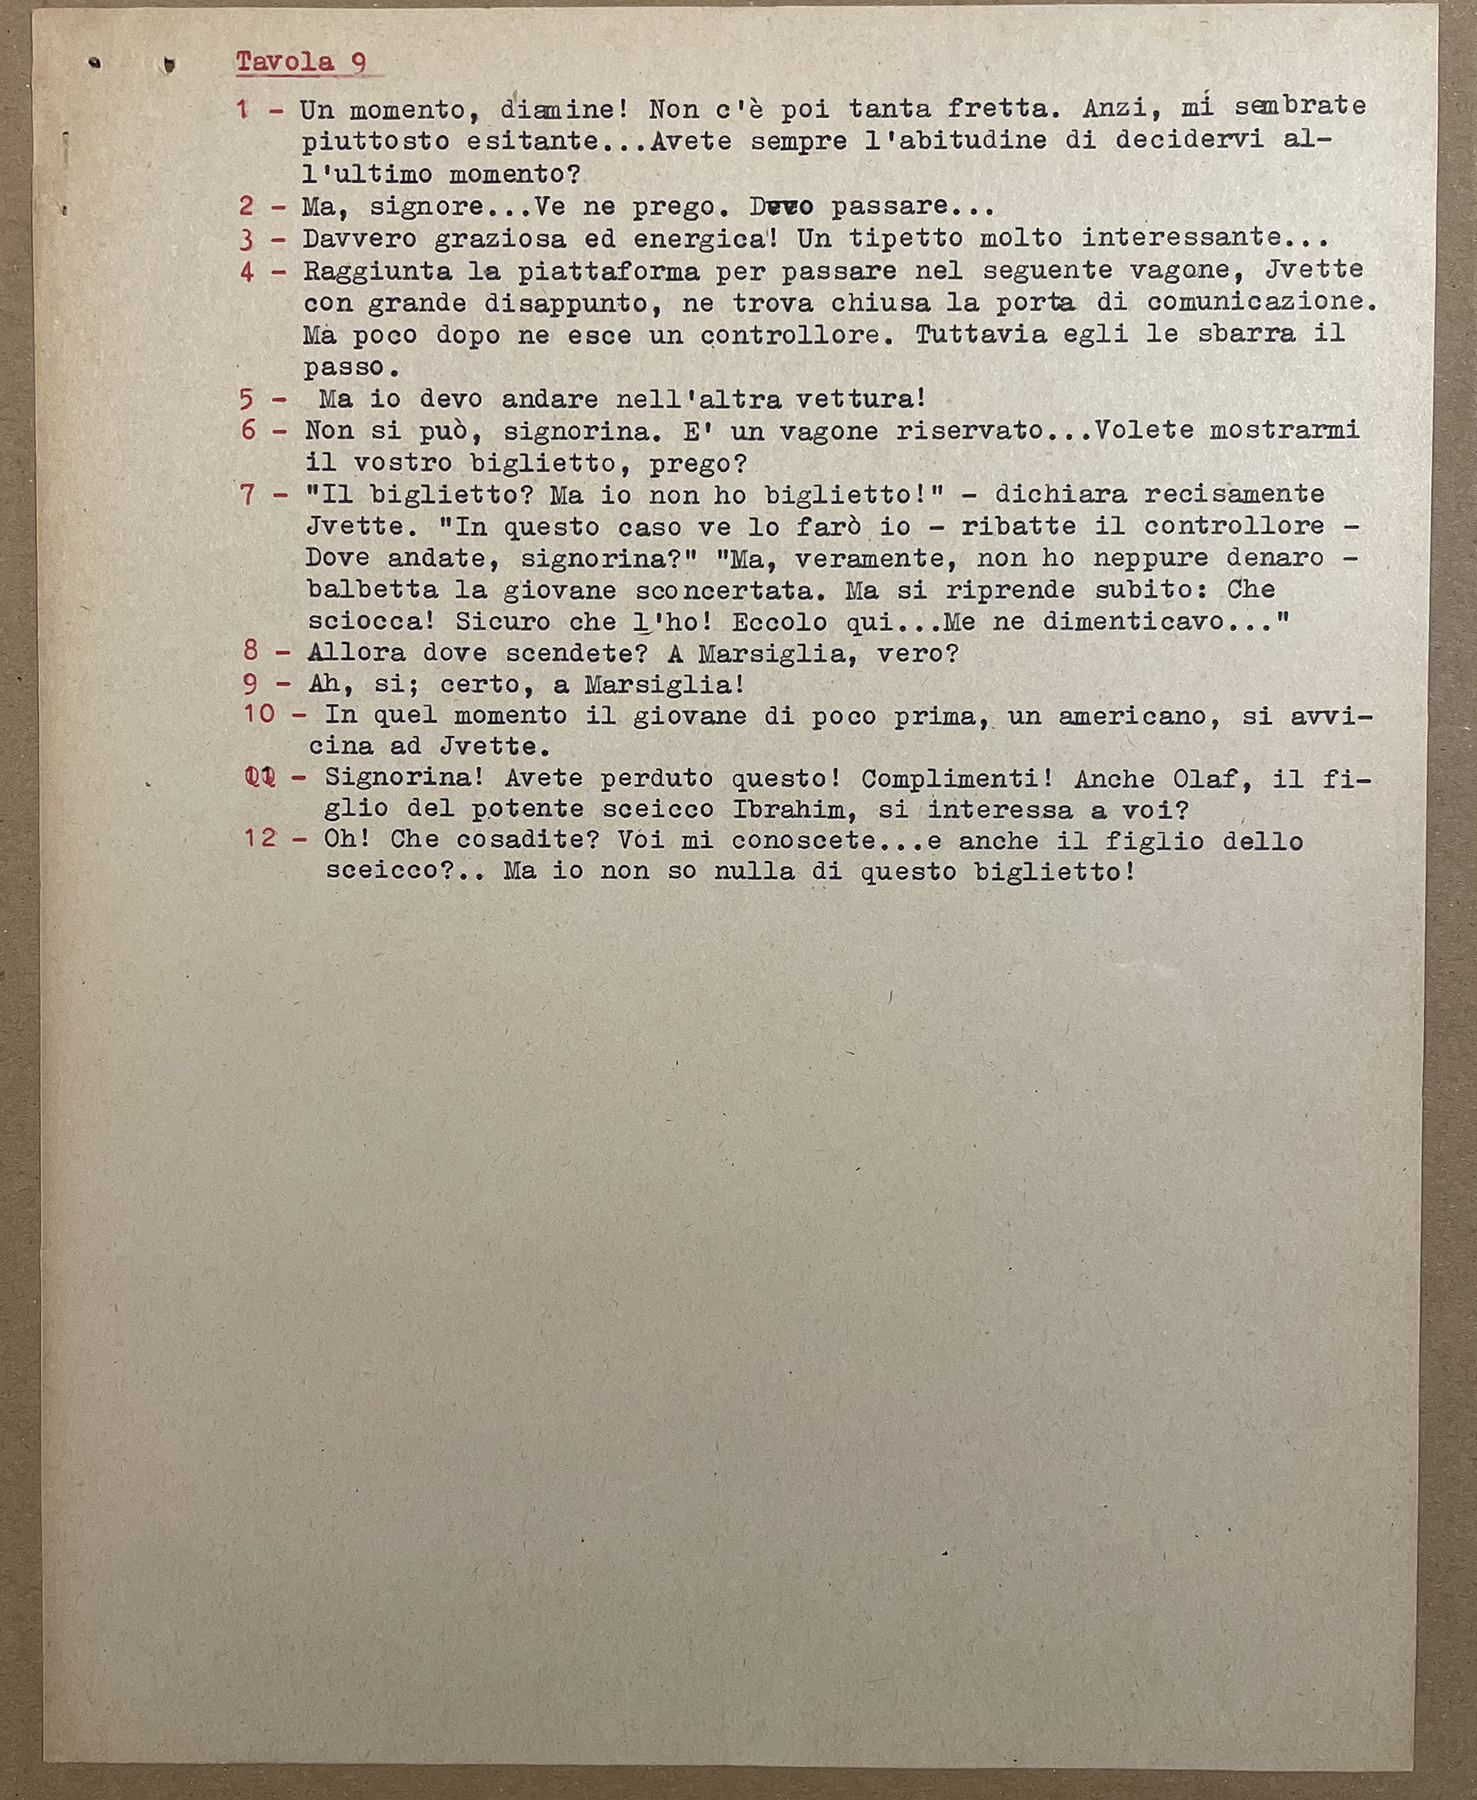 Tavola 9
1 - Un momento, diamine! Non c'è poi tanta fretta. Anzi, mi sembrate
piuttosto esitante...Avete sempre l'abitudine di decidervi al-
l'ultimo momento?
2 - Ma, signore...Ve ne prego. Devo passare...
3 - Davvero graziosa ed energica! Un tipetto molto interessante...
4 - Raggiunta la piattaforma per passare nel seguente vagone, Jvette
con grande disappunto, ne trova chiusa la porta di comunicazione.
Ma poco dopo ne esce un controllore. Tuttavia egli le sbarra il
passo.
5 - Ma io devo andare nell'altra vettura!
6 - Non si può, signorina. E' un vagone riservato...Volete mostrarmi
il vostro biglietto, prego?
7 - "Il biglietto? Ma io non ho biglietto!" - dichiara recisamente
Jvette. "In questo caso ve lo farò io - ribatte il controllore -
Dove andate, signorina?" "Ma, veramente, non ho neppure denaro -
balbetta la giovane sconcertata. Ma si riprende subito: Che
sciocca! Sicuro che l'ho! Eccolo qui...Me ne dimenticavo..."
8 - Allora dove scendete? A Marsiglia, vero?
9 - Ah, si; certo, a Marsiglia!
10 - In quel momento il giovane di poco prima, un americano, si avvi-
cina ad Jvette.
11 - Signorina! Avete perduto questo! Complimenti! Anche Olaf, il fi-
glio del potente sceicco Ibrahim, si interessa a voi?
12 - Oh! Che cosadite? Voi mi conoscete...e anche il figlio dello
sceicco?.. Ma io non so nulla di questo biglietto!